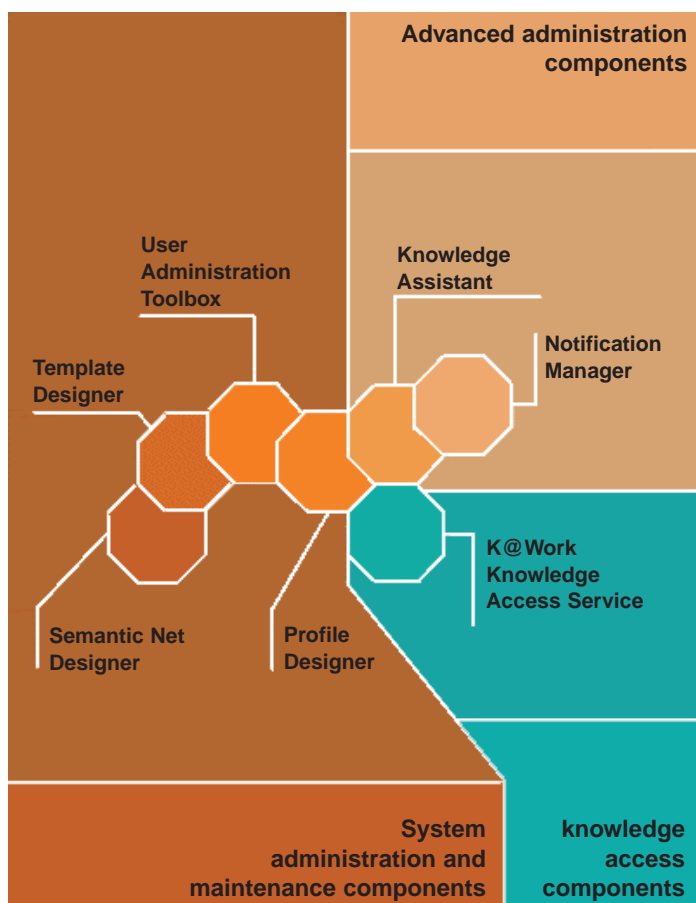 Advanced administration
components
User
Administration
Toolbox
Knowledge
Assistant
Notification
Manager
Template
Designer
K@Work
Knowledge
Access Service
Semantic Net
Designer
Profile
Designer
System
administration and
maintenance components
knowledge
access
components